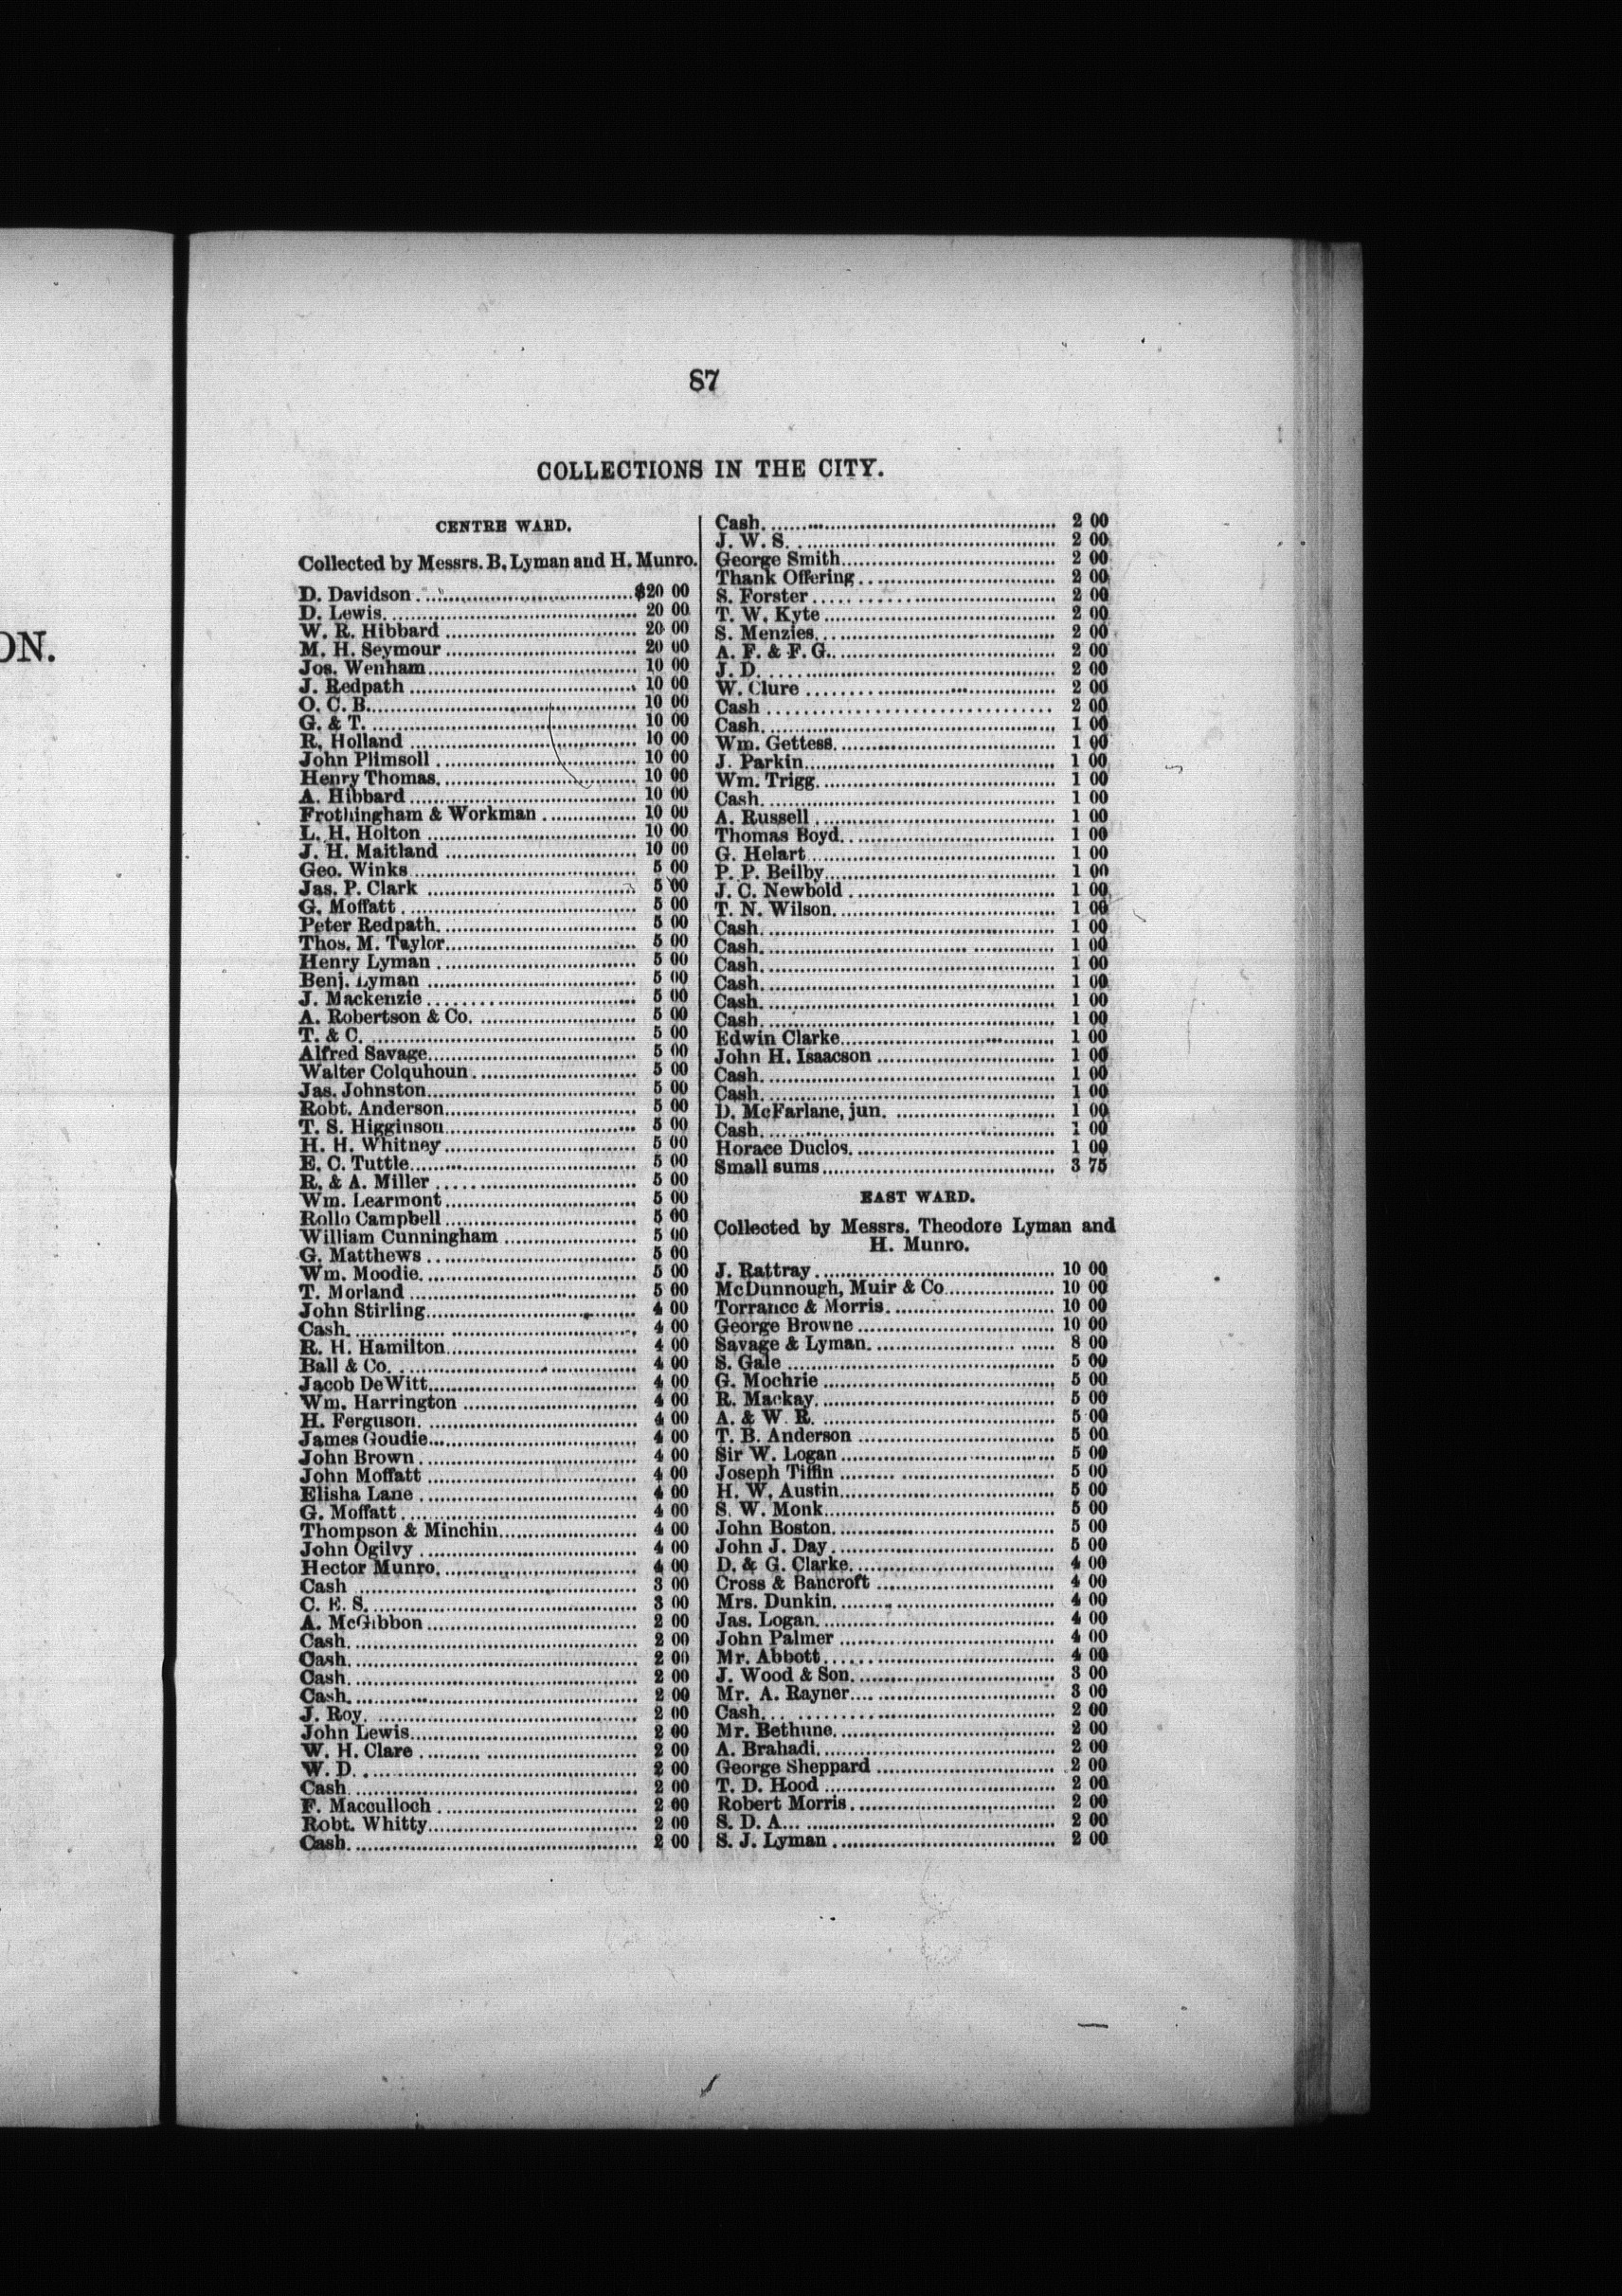 ON.
87
COLLECTIONS IN THE CITY.
CENTRE WARD.
Collected by Messrs. B. Lyman and H. Munro.
D. Davidson ........ $20 00
D. Lewis ........ 20 00
W. R. Hibbard ........ 20 00
M. H. Seymour ........ 20 00
Jos. Wenham ........ 10 00
J. Redpath ........ 10 00
O. C. B. ........ 10 00
G. & T. ........ 10 00
R. Holland ........ 10 00
John Plimsoll ........ 10 00
Henry Thomas ........ 10 00
A. Hibbard ........ 10 00
Frothingham & Workman ........ 10 00
L. H. Holton ........ 10 00
J. H. Maitland ........ 10 00
Geo. Winks ........ 5 00
Jas. P. Clark ........ 5 00
G. Moffatt ........ 5 00
Peter Redpath ........ 5 00
Thos. M. Taylor ........ 5 00
Henry Lyman ........ 5 00
Benj. Lyman ........ 5 00
J. Mackenzie ........ 5 00
A. Robertson & Co. ........ 5 00
T. & C. ........ 5 00
Alfred Savage ........ 5 00
Walter Colquhoun ........ 5 00
Jas. Johnston ........ 5 00
Robt. Anderson ........ 5 00
T. S. Higginson ........ 5 00
H. H. Whitney ........ 5 00
E. C. Tuttle ........ 5 00
R. & A. Miller ........ 5 00
Wm. Learmont ........ 5 00
Rollo Campbell ........ 5 00
William Cunningham ........ 5 00
G. Matthews ........ 5 00
Wm. Moodie ........ 5 00
T. Morland ........ 5 00
John Stirling ........ 4 00
Cash ........ 4 00
R. H. Hamilton ........ 4 00
Ball & Co. ........ 4 00
Jacob DeWitt ........ 4 00
Wm. Harrington ........ 4 00
H. Ferguson ........ 4 00
James Goudie ........ 4 00
John Brown ........ 4 00
John Moffatt ........ 4 00
Elisha Lane ........ 4 00
G. Moffatt ........ 4 00
Thompson & Minchin ........ 4 00
John Ogilvy ........ 4 00
Hector Munro ........ 4 00
Cash ........ 3 00
C. E. S. ........ 3 00
A. McGibbon ........ 2 00
Cash ........ 2 00
Cash ........ 2 00
Cash ........ 2 00
Cash ........ 2 00
J. Roy ........ 2 00
John Lewis ........ 2 00
W. H. Clare ........ 2 00
W. D. ........ 2 00
Cash ........ 2 00
F. Macculloch ........ 2 00
Robt. Whitty ........ 2 00
Cash ........ 2 00
Cash ........ 2 00
J. W. S. ........ 2 00
George Smith ........ 2 00
Thank Offering ........ 2 00
S. Forster ........ 2 00
T. W. Kyte ........ 2 00
S. Menzies ........ 2 00
A. F. & F. G. ........ 2 00
J. D. ........ 2 00
W. Clure ........ 2 00
Cash ........ 2 00
Cash ........ 1 00
Wm. Gettess ........ 1 00
J. Parkin ........ 1 00
Wm. Trigg ........ 1 00
Cash ........ 1 00
A. Russell ........ 1 00
Thomas Boyd ........ 1 00
G. Helart ........ 1 00
P. P. Beilby ........ 1 00
J. C. Newbold ........ 1 00
T. N. Wilson ........ 1 00
Cash ........ 1 00
Cash ........ 1 00
Cash ........ 1 00
Cash ........ 1 00
Cash ........ 1 00
Cash ........ 1 00
Edwin Clarke ........ 1 00
John H. Isaacson ........ 1 00
Cash ........ 1 00
Cash ........ 1 00
D. McFarlane, jun. ........ 1 00
Cash ........ 1 00
Horace Duclos ........ 1 00
Small sums ........ 3 75
EAST WARD.
Collected by Messrs. Theodore Lyman and
H. Munro.
J. Rattray ........ 10 00
McDunnough, Muir & Co ........ 10 00
Torrance & Morris ........ 10 00
George Browne ........ 10 00
Savage & Lyman ........ 8 00
S. Gale ........ 5 00
G. Mochrie ........ 5 00
R. Mackay ........ 5 00
A. & W. R. ........ 5 00
T. B. Anderson ........ 5 00
Sir W. Logan ........ 5 00
Joseph Tiffin ........ 5 00
H. W. Austin ........ 5 00
S. W. Monk ........ 5 00
John Boston ........ 5 00
John J. Day ........ 5 00
D. & G. Clarke ........ 4 00
Cross & Bancroft ........ 4 00
Mrs. Dunkin ........ 4 00
Jas. Logan ........ 4 00
John Palmer ........ 4 00
Mr. Abbott ........ 4 00
J. Wood & Son ........ 3 00
Mr. A. Rayner ........ 3 00
Cash ........ 2 00
Mr. Bethune ........ 2 00
A. Brahadi ........ 2 00
George Sheppard ........ 2 00
T. D. Hood ........ 2 00
Robert Morris ........ 2 00
S. D. A. ........ 2 00
S. J. Lyman ........ 2 00